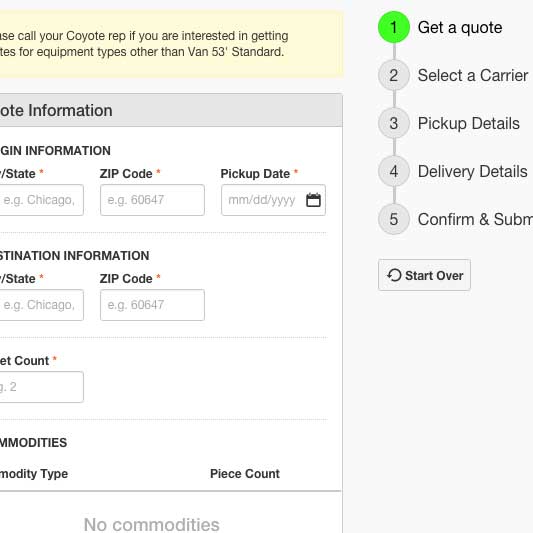 ase call your Coyote rep if you are interested in getting
tes for equipment types other than Van 53' Standard.
ote Information
GIN INFORMATION
y/State * ZIP Code * Pickup Date *
e.g. Chicago, e.g. 60647 mm/dd/yyyy
STINATION INFORMATION
y/State * ZIP Code *
e.g. Chicago, e.g. 60647
et Count *
g. 2
MMODITIES
modity Type Piece Count
No commodities
1 Get a quote
2 Select a Carrier
3 Pickup Details
4 Delivery Details
5 Confirm & Subm
Start Over